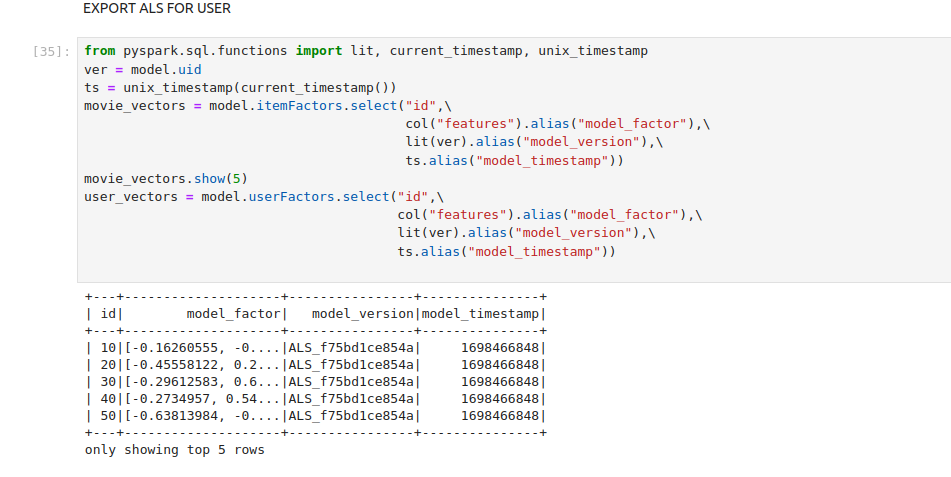 EXPORT ALS FOR USER
[35]: from pyspark.sql.functions import lit, current_timestamp, unix_timestamp
ver = model.uid
ts = unix_timestamp(current_timestamp())
movie_vectors = model.itemFactors.select("id",\
col("features").alias("model_factor"),\
lit(ver).alias("model_version"),\
ts.alias("model_timestamp"))
movie_vectors.show(5)
user_vectors = model.userFactors.select("id",\
col("features").alias("model_factor"),\
lit(ver).alias("model_version"),\
ts.alias("model_timestamp"))
+---+--------------------+----------------+---------------+
| id|        model_factor|   model_version|model_timestamp|
+---+--------------------+----------------+---------------+
| 10|[-0.16260555, -0....|ALS_f75bd1ce854a|     1698466848|
| 20|[-0.45558122, 0.2...|ALS_f75bd1ce854a|     1698466848|
| 30|[-0.29612583, 0.6...|ALS_f75bd1ce854a|     1698466848|
| 40|[-0.2734957, 0.54...|ALS_f75bd1ce854a|     1698466848|
| 50|[-0.63813984, -0....|ALS_f75bd1ce854a|     1698466848|
+---+--------------------+----------------+---------------+
only showing top 5 rows